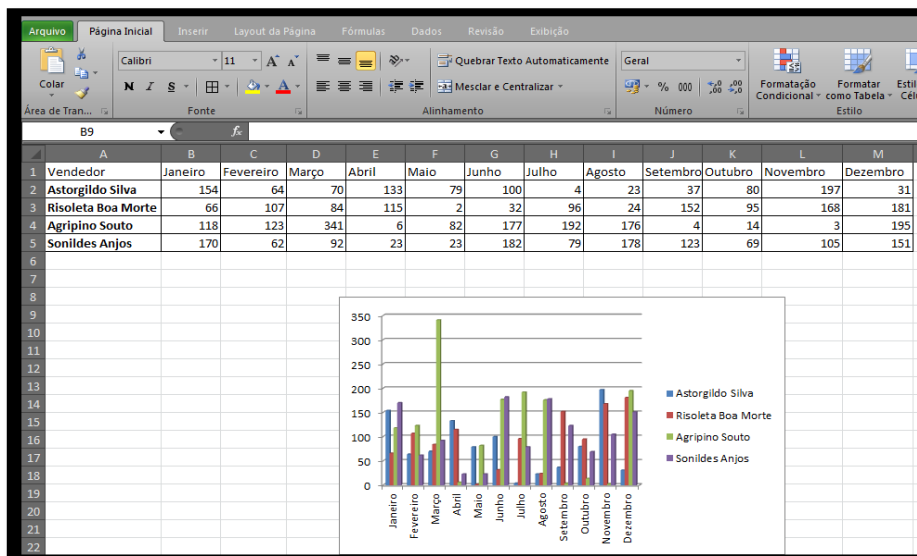 Arquivo Página Inicial Inserir Layout da Página Fórmulas Dados Revisão Exibição
Calibri 11 A A Quebrar Texto Automaticamente Geral
Colar N I S A Mesclar e Centralizar % 000 ,00 ,00 Formatação Condicional Formatar como Tabela
Área de Tran... Fonte Alinhamento Número Estilo
B9 fx
A B C D E F G H I J K L M
1 Vendedor Janeiro Fevereiro Março Abril Maio Junho Julho Agosto Setembro Outubro Novembro Dezembro
2 Astorgildo Silva 154 64 70 133 79 100 4 23 37 80 197 31
3 Risoleta Boa Morte 66 107 84 115 2 32 96 24 152 95 168 181
4 Agripino Souto 118 123 341 6 82 177 192 176 4 14 3 195
5 Sonildes Anjos 170 62 92 23 23 182 79 178 123 69 105 151
6
7
8
9
10
11
12
13
14
15
16
17
18
19
20
21
22
350
300
250
200
150
100
50
0
Janeiro Fevereiro Março Abril Maio Junho Julho Agosto Setembro Outubro Novembro Dezembro
Astorgildo Silva
Risoleta Boa Morte
Agripino Souto
Sonildes Anjos